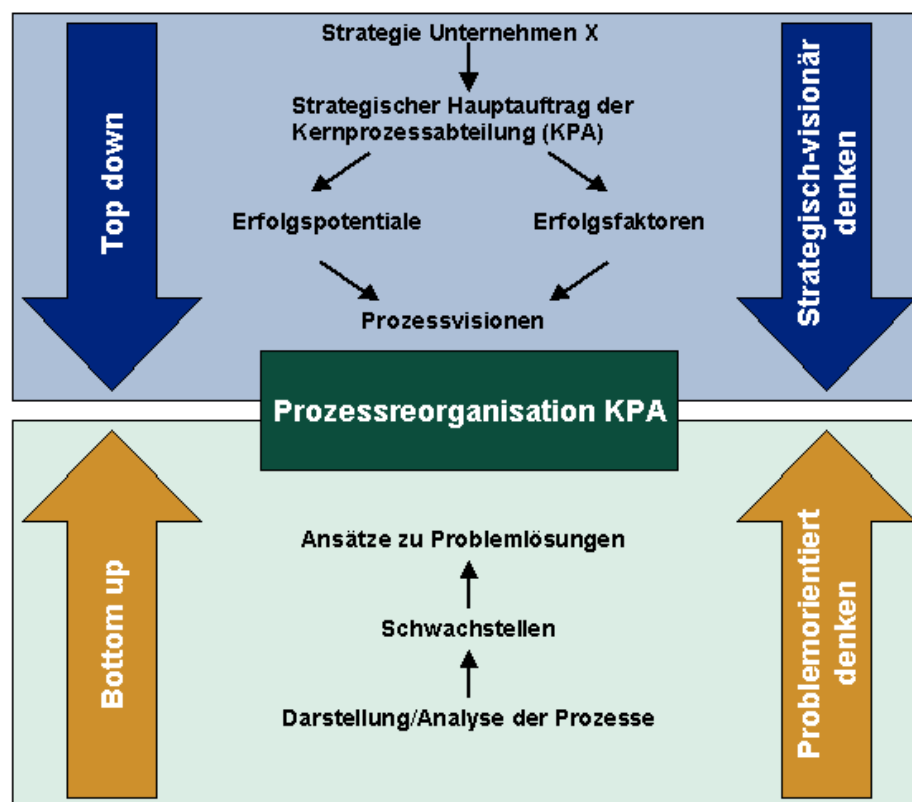 Strategie Unternehmen X
Strategischer Hauptauftrag der
Kernprozessabteilung (KPA)
Top down
Strategisch-visionär
denken
Erfolgspotentiale
Erfolgsfaktoren
Prozessvisionen
Prozessreorganisation KPA
Bottom up
Problemorientiert
denken
Ansätze zu Problemlösungen
Schwachstellen
Darstellung/Analyse der Prozesse